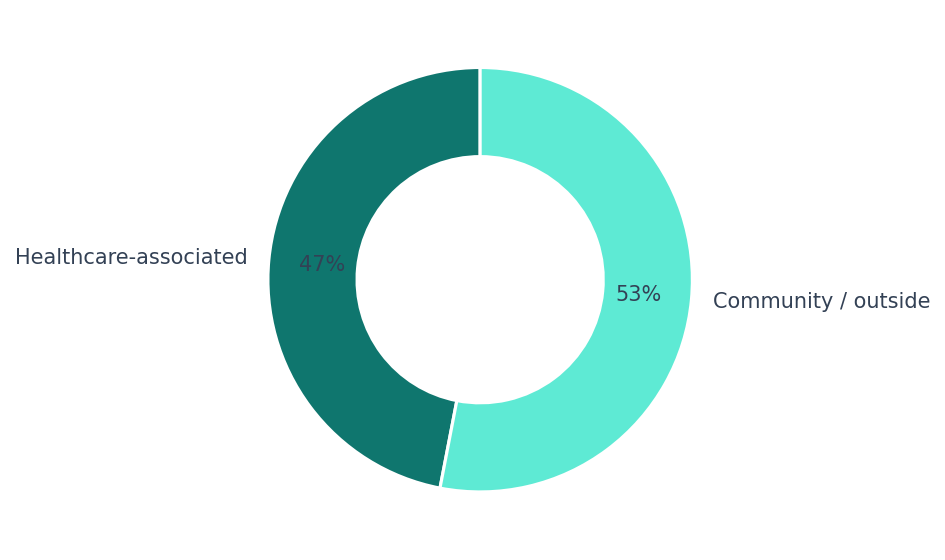 Healthcare-associated
47%
53%
Community / outside